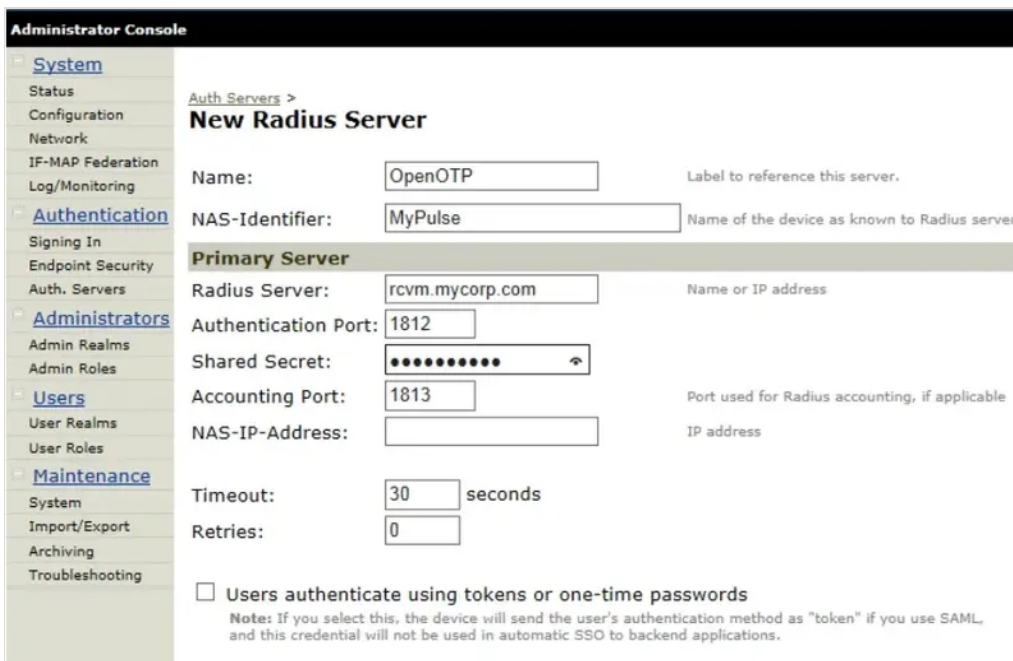 Administrator Console
System
Status
Configuration
Network
IF-MAP Federation
Log/Monitoring
Authentication
Signing In
Endpoint Security
Auth. Servers
Administrators
Admin Realms
Admin Roles
Users
User Realms
User Roles
Maintenance
System
Import/Export
Archiving
Troubleshooting
Auth Servers >
New Radius Server
Name: OpenOTP Label to reference this server.
NAS-Identifier: MyPulse Name of the device as known to Radius server
Primary Server
Radius Server: rcvm.mycorp.com Name or IP address
Authentication Port: 1812
Shared Secret: ●●●●●●●●●●
Accounting Port: 1813 Port used for Radius accounting, if applicable
NAS-IP-Address: IP address
Timeout: 30 seconds
Retries: 0
Users authenticate using tokens or one-time passwords
Note: If you select this, the device will send the user's authentication method as "token" if you use SAML,
and this credential will not be used in automatic SSO to backend applications.